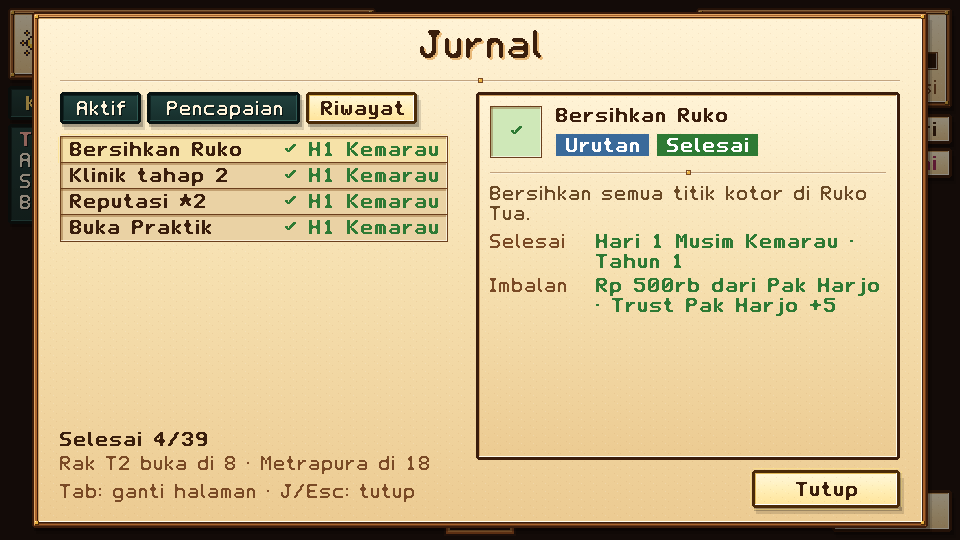 Jurnal
Aktif
Pencapaian
Riwayat
Bersihkan Ruko ✓ H1 Kemarau
Klinik tahap 2 ✓ H1 Kemarau
Reputasi ★2 ✓ H1 Kemarau
Buka Praktik ✓ H1 Kemarau
Selesai 4/39
Rak T2 buka di 8 · Metrapura di 18
Tab: ganti halaman · J/Esc: tutup
Bersihkan Ruko
Urutan Selesai
Bersihkan semua titik kotor di Ruko
Tua.
Selesai Hari 1 Musim Kemarau ·
Tahun 1
Imbalan Rp 500rb dari Pak Harjo
· Trust Pak Harjo +5
Tutup